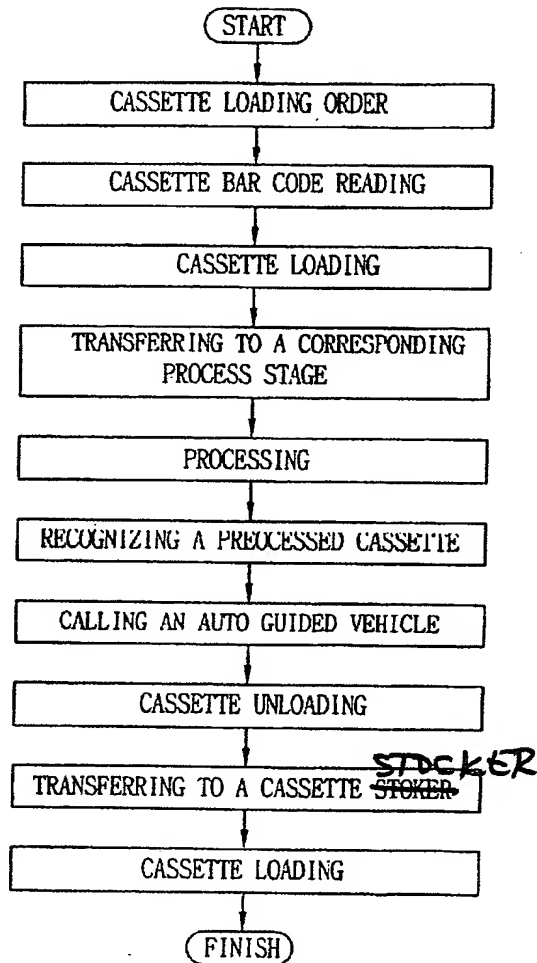 START
CASSETTE LOADING ORDER
CASSETTE BAR CODE READING
CASSETTE LOADING
TRANSFERRING TO A CORRESPONDING
PROCESS STAGE
PROCESSING
RECOGNIZING A PREOCESSED CASSETTE
CALLING AN AUTO GUIDED VEHICLE
CASSETTE UNLOADING
STOCKER
TRANSFERRING TO A CASSETTE STOKER
CASSETTE LOADING
FINISH